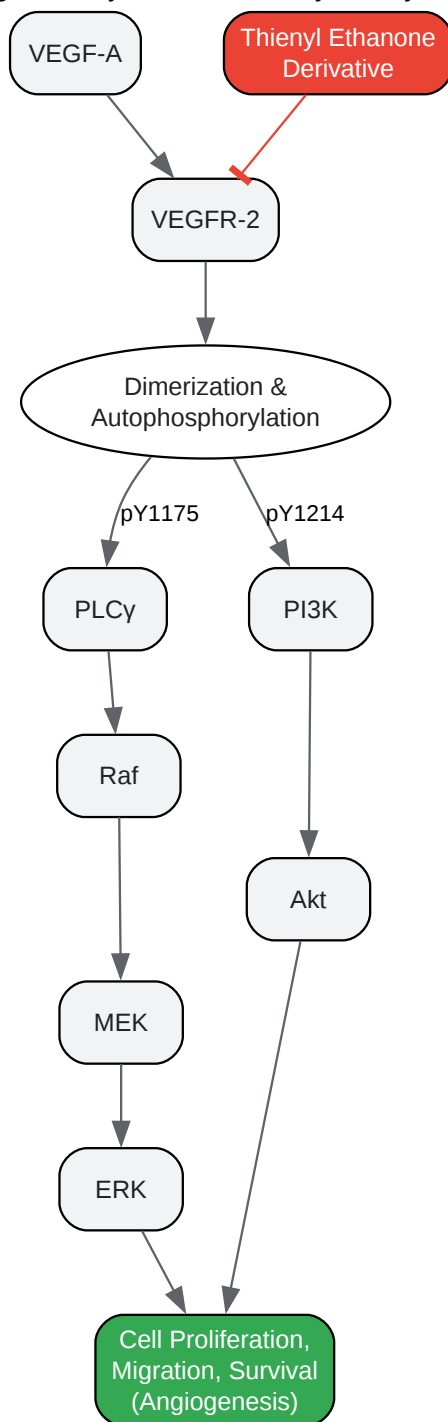 VEGF-A
Thienyl Ethanone
Derivative
VEGFR-2
Dimerization &
Autophosphorylation
pY1175
pY1214
PLCγ
PI3K
Raf
Akt
MEK
ERK
Cell Proliferation,
Migration, Survival
(Angiogenesis)